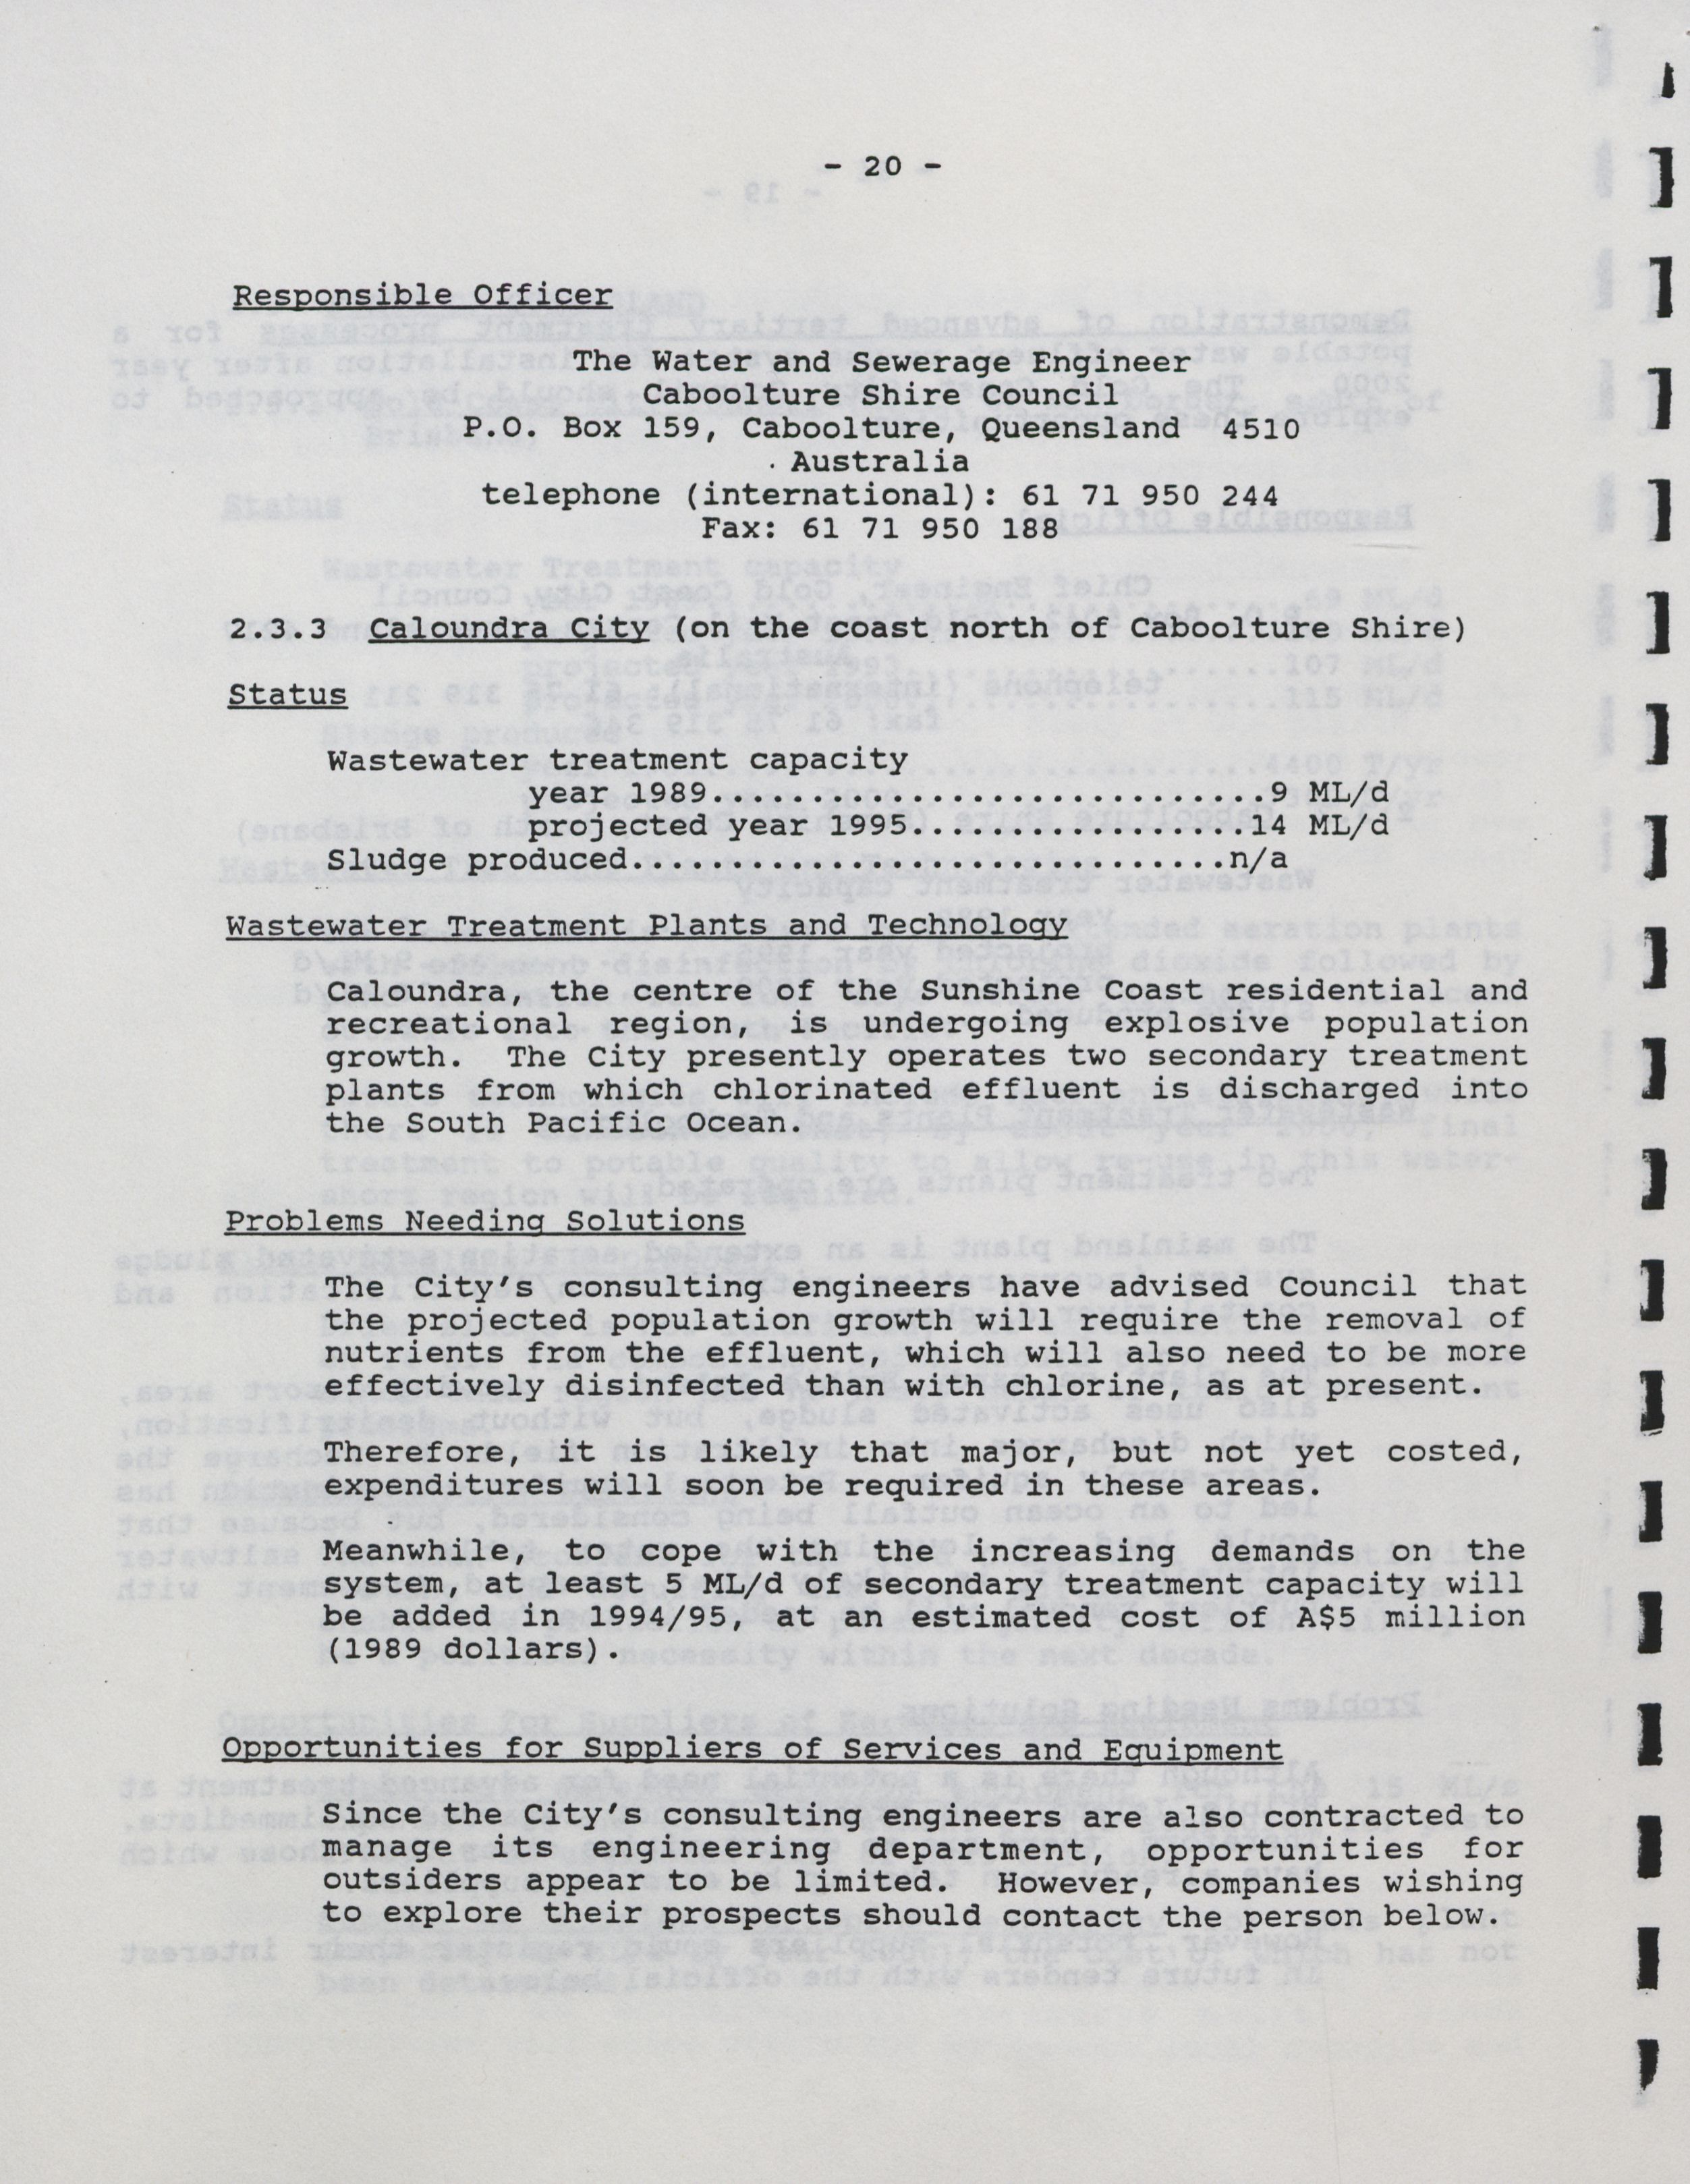 - 20 -
Responsible Officer
The Water and Sewerage Engineer
Caboolture Shire Council
P.O. Box 159, Caboolture, Queensland 4510
Australia
telephone (international): 61 71 950 244
Fax: 61 71 950 188
2.3.3 Caloundra City (on the coast north of Caboolture Shire)
Status
Wastewater treatment capacity
year 1989............................9 ML/d
projected year 1995.................14 ML/d
Sludge produced..............................n/a
Wastewater Treatment Plants and Technology
Caloundra, the centre of the Sunshine Coast residential and
recreational region, is undergoing explosive population
growth. The City presently operates two secondary treatment
plants from which chlorinated effluent is discharged into
the South Pacific Ocean.
Problems Needing Solutions
The City's consulting engineers have advised Council that
the projected population growth will require the removal of
nutrients from the effluent, which will also need to be more
effectively disinfected than with chlorine, as at present.
Therefore, it is likely that major, but not yet costed,
expenditures will soon be required in these areas.
Meanwhile, to cope with the increasing demands on the
system, at least 5 ML/d of secondary treatment capacity will
be added in 1994/95, at an estimated cost of A$5 million
(1989 dollars).
Opportunities for Suppliers of Services and Equipment
Since the City's consulting engineers are also contracted to
manage its engineering department, opportunities for
outsiders appear to be limited. However, companies wishing
to explore their prospects should contact the person below.